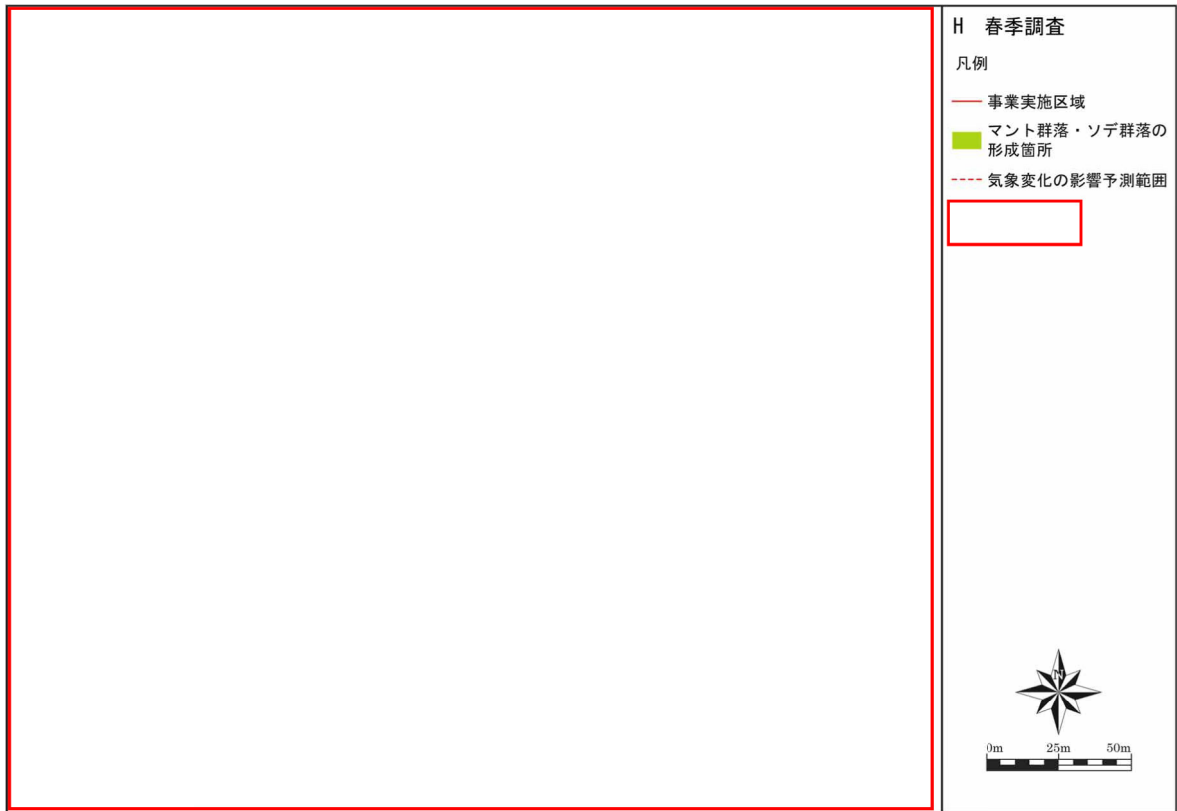 H 春季調査
凡例
事業実施区域
マント群落・ソデ群落の
形成箇所
気象変化の影響予測範囲
N
0m 25m 50m